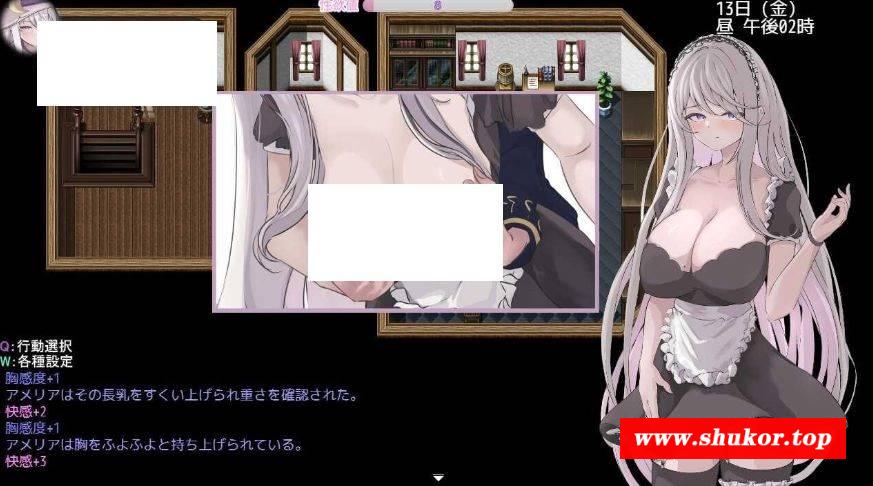 性欲値
8
13日（金）
昼 午後02時
Q:行動選択
W:各種設定
胸感度+1
アメリアはその長乳をすくい上げられ重さを確認された。
快感+2
胸感度+1
アメリアは胸をふよふよと持ち上げられている。
快感+3
www.shukor.top